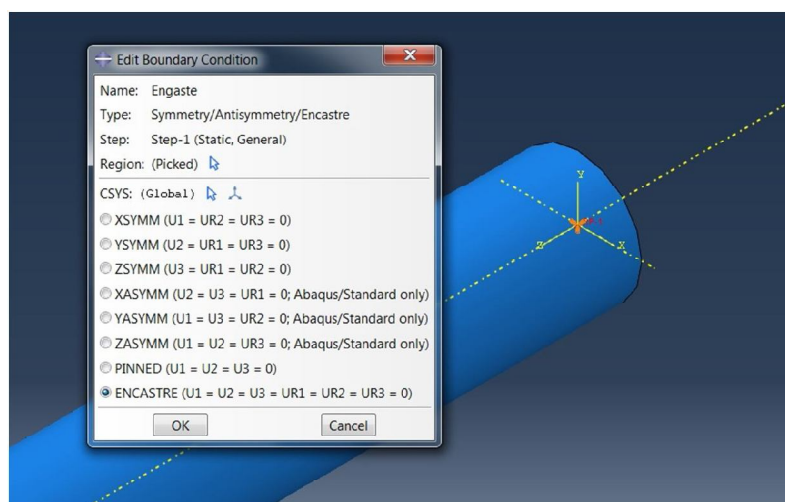 Edit Boundary Condition
Name: Engaste
Type: Symmetry/Antisymmetry/Encastre
Step: Step-1 (Static, General)
Region: (Picked)
CSYS: (Global)
XSYMM (U1 = UR2 = UR3 = 0)
YSYMM (U2 = UR1 = UR3 = 0)
ZSYMM (U3 = UR1 = UR2 = 0)
XASYMM (U2 = U3 = UR1 = 0; Abaqus/Standard only)
YASYMM (U1 = U3 = UR2 = 0; Abaqus/Standard only)
ZASYMM (U1 = U2 = UR3 = 0; Abaqus/Standard only)
PINNED (U1 = U2 = U3 = 0)
ENCASTRE (U1 = U2 = U3 = UR1 = UR2 = UR3 = 0)
OK Cancel
Y
Z X